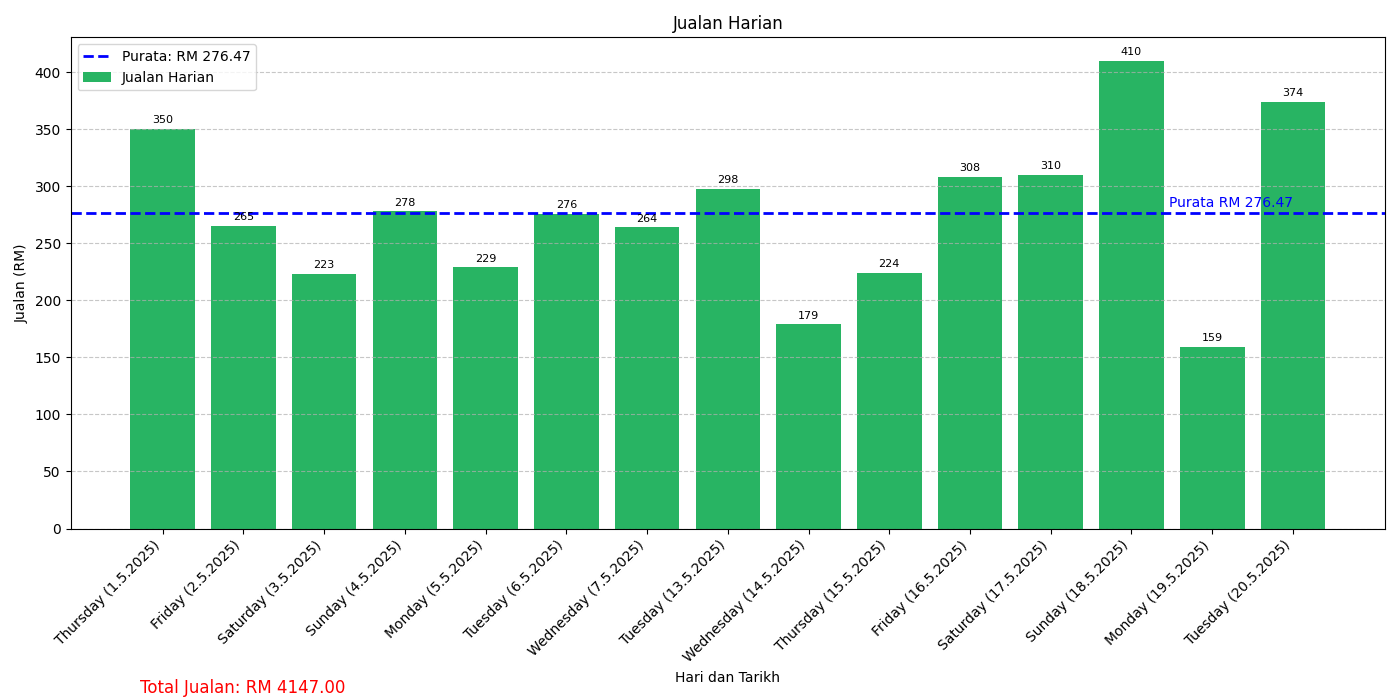 Jualan Harian
Purata: RM 276.47
Jualan Harian
Jualan (RM)
400
350
300
250
200
150
100
50
0
350
265
223
278
229
276
264
298
179
224
308
310
410
159
374
Purata RM 276.47
Thursday (1.5.2025)
Friday (2.5.2025)
Saturday (3.5.2025)
Sunday (4.5.2025)
Monday (5.5.2025)
Tuesday (6.5.2025)
Wednesday (7.5.2025)
Tuesday (13.5.2025)
Wednesday (14.5.2025)
Thursday (15.5.2025)
Friday (16.5.2025)
Saturday (17.5.2025)
Sunday (18.5.2025)
Monday (19.5.2025)
Tuesday (20.5.2025)
Hari dan Tarikh
Total Jualan: RM 4147.00